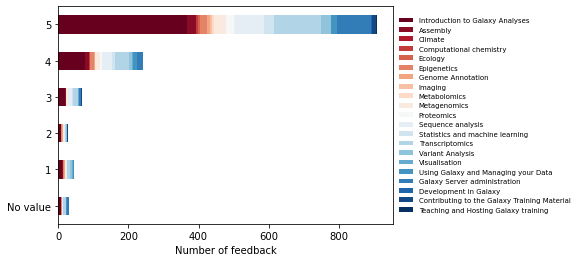 5
4
3
2
1
No value
0
200
400
600
800
Number of feedback
Introduction to Galaxy Analyses
Assembly
Climate
Computational chemistry
Ecology
Epigenetics
Genome Annotation
Imaging
Metabolomics
Metagenomics
Proteomics
Sequence analysis
Statistics and machine learning
Transcriptomics
Variant Analysis
Visualisation
Using Galaxy and Managing your Data
Galaxy Server administration
Development in Galaxy
Contributing to the Galaxy Training Material
Teaching and Hosting Galaxy training